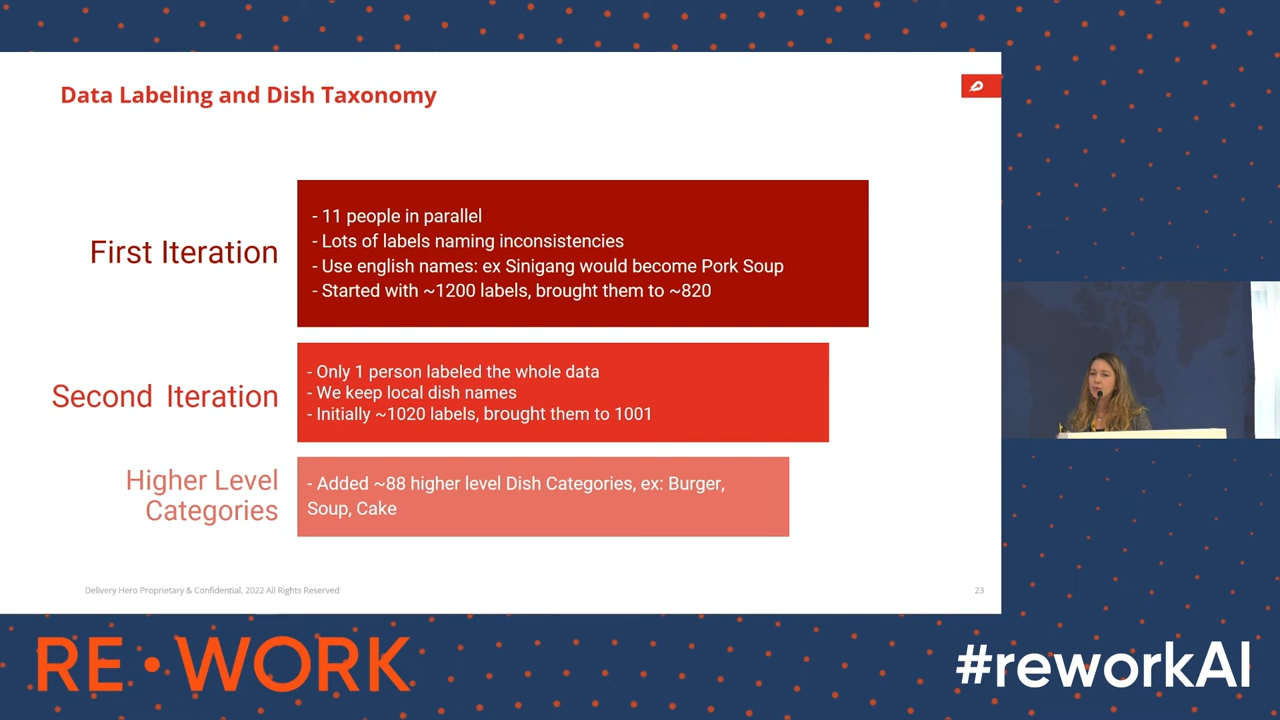 Data Labeling and Dish Taxonomy
First Iteration
- 11 people in parallel
- Lots of labels naming inconsistencies
- Use english names: ex Sinigang would become Pork Soup
- Started with ~1200 labels, brought them to ~820
Second Iteration
- Only 1 person labeled the whole data
- We keep local dish names
- Initially ~1020 labels, brought them to 1001
Higher Level
Categories
- Added ~88 higher level Dish Categories, ex: Burger,
Soup, Cake
Delivery Hero Proprietary & Confidential. 2022 All Rights Reserved
23
RE•WORK
#reworkAI